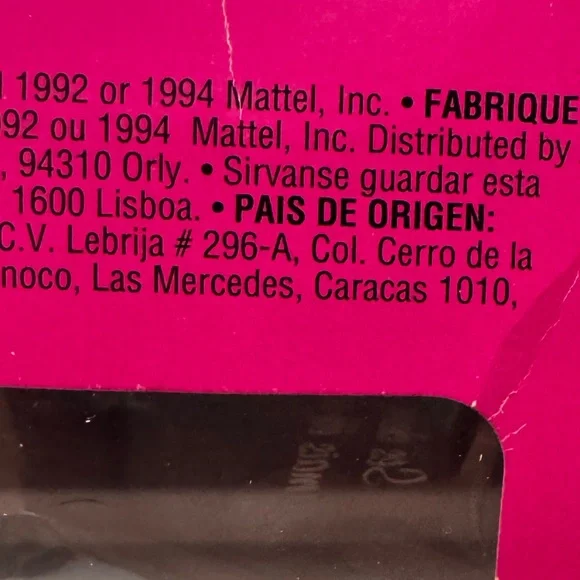 1992 or 1994 Mattel, Inc. • FABRIQUE
92 ou 1994 Mattel, Inc. Distributed by
, 94310 Orly. • Sirvanse guardar esta
1600 Lisboa. • PAIS DE ORIGEN:
C.V. Lebrija # 296-A, Col. Cerro de la
noco, Las Mercedes, Caracas 1010,